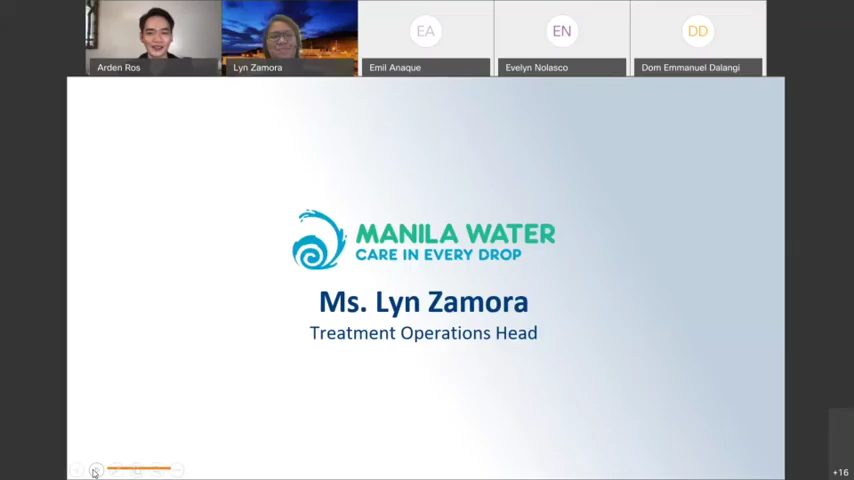 EA
EN
DD
Arden Ros
Lyn Zamora
Emil Anaque
Evelyn Nolasco
Dom Emmanuel Dalangi
MANILA WATER
CARE IN EVERY DROP
Ms. Lyn Zamora
Treatment Operations Head
+16